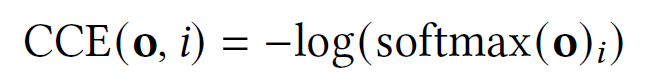 CCE(𝐨, i) = −log(softmax(𝐨)ᵢ)